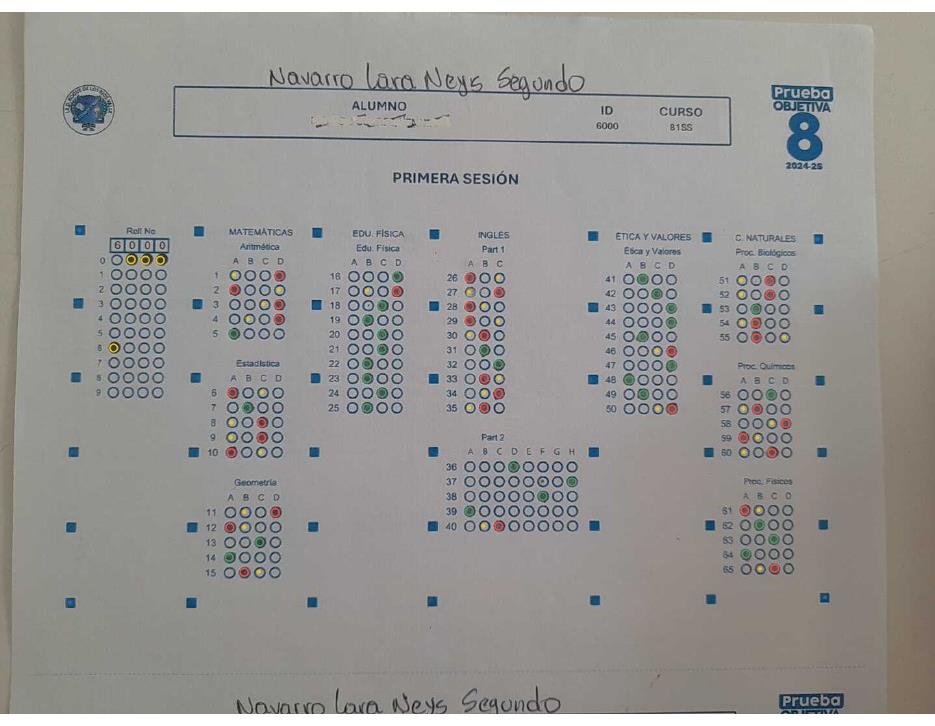 Navarro Lara Neys Segundo
ALUMNO
ID
CURSO
6000
81SS
Prueba
OBJETIVA
8
2024-25
PRIMERA SESIÓN
Roll No
6 0 0 0
0
1
2
3
4
5
6
7
8
9
MATEMÁTICAS
Aritmética
A B C D
1
2
3
4
5
Estadística
A B C D
6
7
8
9
10
Geometría
A B C D
11
12
13
14
15
EDU. FÍSICA
Edu. Física
A B C D
16
17
18
19
20
21
22
23
24
25
INGLÉS
Part 1
A B C
26
27
28
29
30
31
32
33
34
35
Part 2
A B C D E F G H
36
37
38
39
40
ÉTICA Y VALORES
Ética y Valores
A B C D
41
42
43
44
45
46
47
48
49
50
C. NATURALES
Proc. Biológicos
A B C D
51
52
53
54
55
Proc. Químicos
A B C D
56
57
58
59
60
Proc. Físicos
A B C D
61
62
63
64
65
Navarro Lara Neys Segundo
Prueba